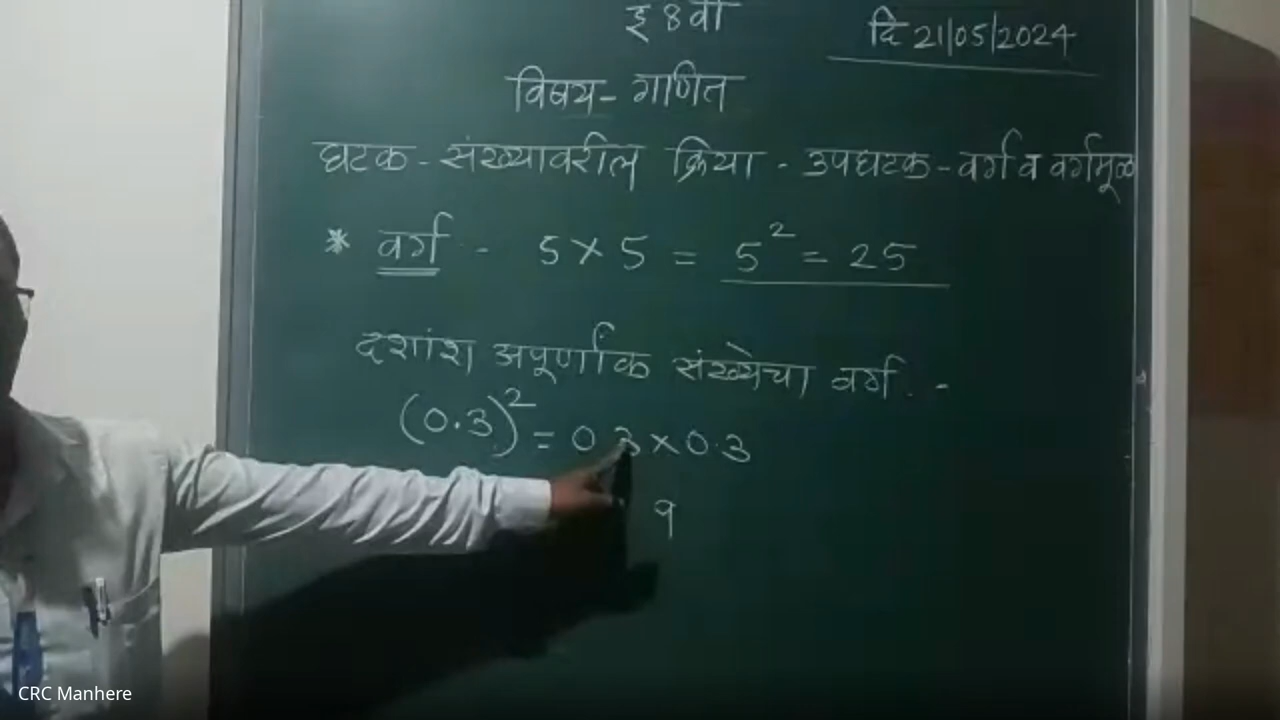 इ 8 वी
दि 21/05/2024
विषय - गणित
घटक - संख्यावरील क्रिया - उपघटक - वर्ग व वर्गमूळ
* वर्ग - 5 × 5 = 5² = 25
दशांश अपूर्णांक संख्येचा वर्ग. -
(0.3)² = 0.3 × 0.3
9
CRC Manhere